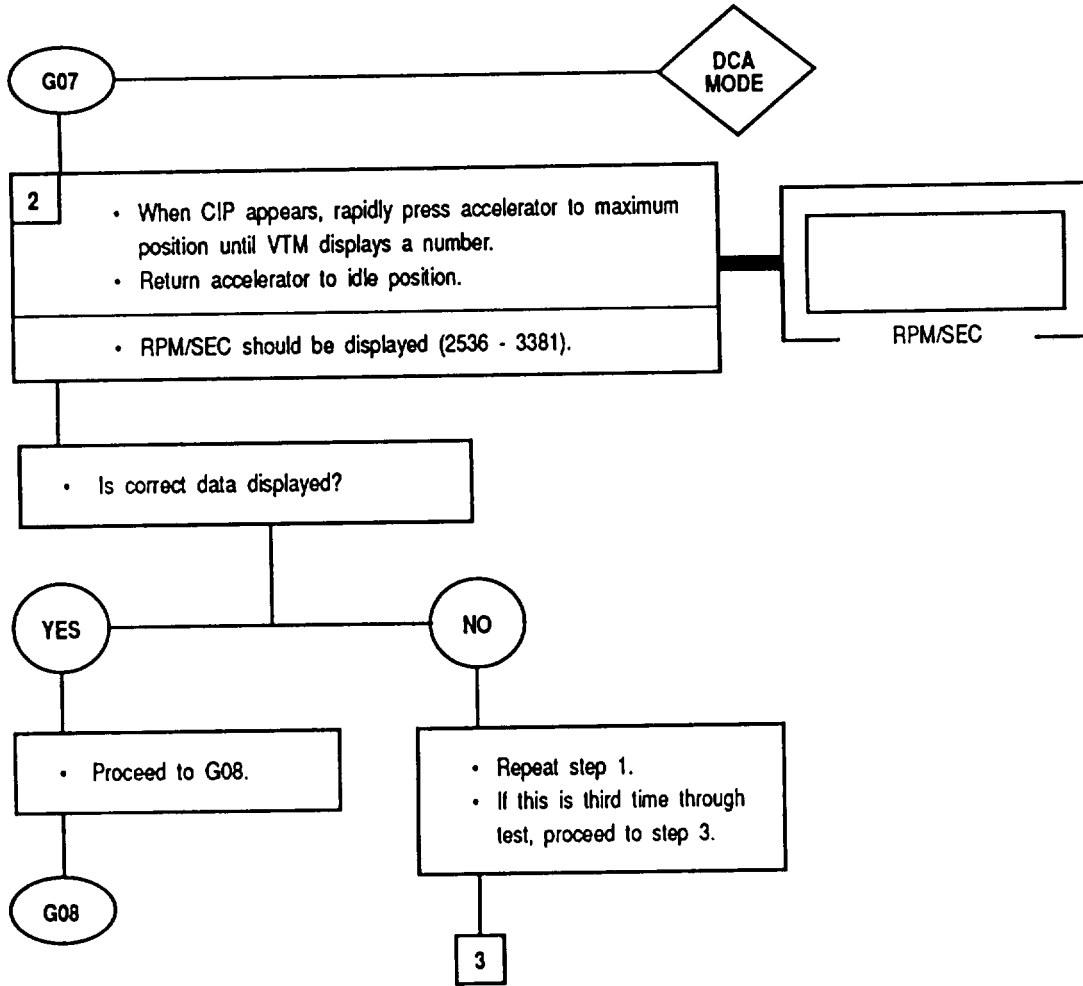 G07
DCA
MODE
2
• When CIP appears, rapidly press accelerator to maximum
position until VTM displays a number.
• Return accelerator to idle position.
• RPM/SEC should be displayed (2536 - 3381).
RPM/SEC
• Is correct data displayed?
YES
NO
• Proceed to G08.
• Repeat step 1.
• If this is third time through
test, proceed to step 3.
G08
3